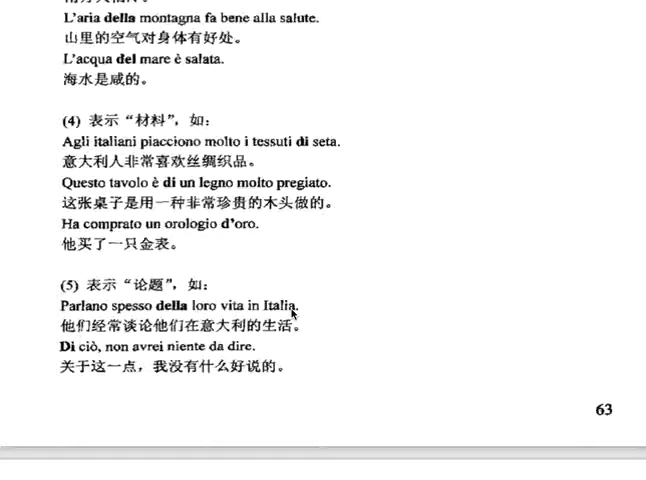 L'aria della montagna fa bene alla salute.
山里的空气对身体有好处。
L'acqua del mare è salata.
海水是咸的。
(4) 表示“材料”，如：
Agli italiani piacciono molto i tessuti di seta.
意大利人非常喜欢丝绸织品。
Questo tavolo è di un legno molto pregiato.
这张桌子是用一种非常珍贵的木头做的。
Ha comprato un orologio d'oro.
他买了一只金表。
(5) 表示“论题”，如：
Parlano spesso della loro vita in Italia.
他们经常谈论他们在意大利的生活。
Di ciò, non avrei niente da dire.
关于这一点，我没有什么好说的。
63